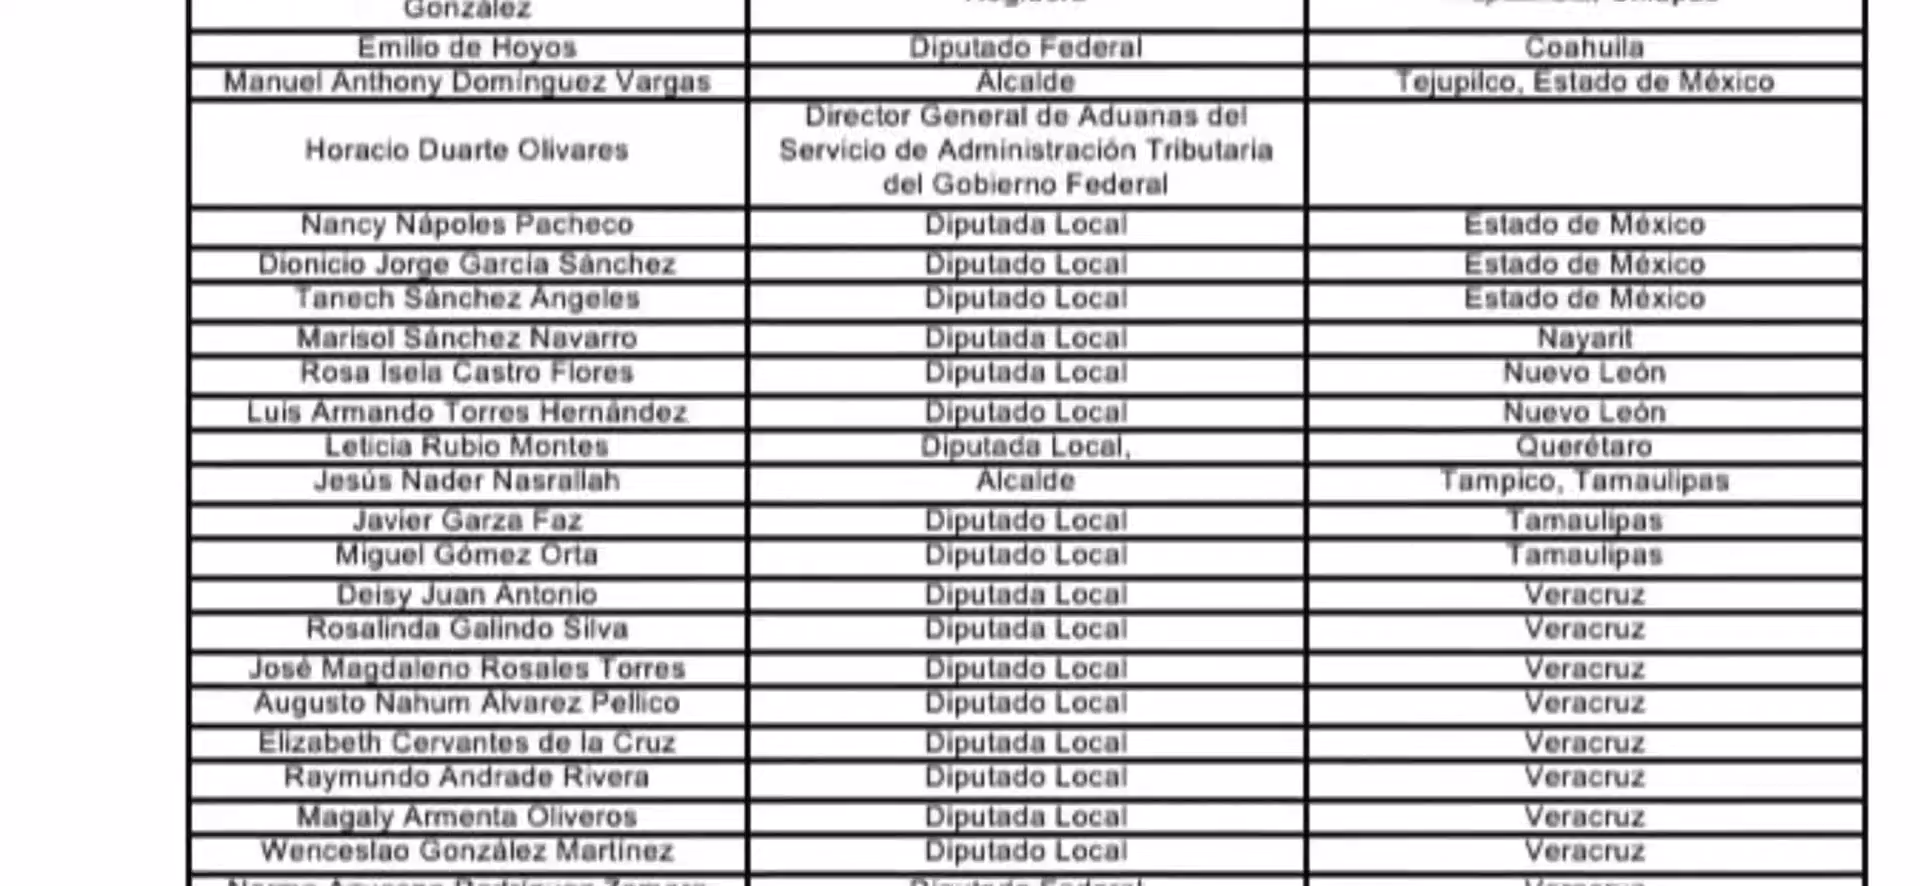 González
Emilio de Hoyos Diputado Federal Coahuila
Manuel Anthony Domínguez Vargas Alcalde Tejupilco, Estado de México
Director General de Aduanas del
Horacio Duarte Olivares Servicio de Administración Tributaria
del Gobierno Federal
Nancy Nápoles Pacheco Diputada Local Estado de México
Dionicio Jorge García Sánchez Diputado Local Estado de México
Tanech Sánchez Ángeles Diputado Local Estado de México
Marisol Sánchez Navarro Diputada Local Nayarit
Rosa Isela Castro Flores Diputada Local Nuevo León
Luis Armando Torres Hernández Diputado Local Nuevo León
Leticia Rubio Montes Diputada Local, Querétaro
Jesús Nader Nasrallah Alcalde Tampico, Tamaulipas
Javier Garza Faz Diputado Local Tamaulipas
Miguel Gómez Orta Diputado Local Tamaulipas
Deisy Juan Antonio Diputada Local Veracruz
Rosalinda Galindo Silva Diputada Local Veracruz
José Magdaleno Rosales Torres Diputado Local Veracruz
Augusto Nahum Álvarez Pellico Diputado Local Veracruz
Elizabeth Cervantes de la Cruz Diputada Local Veracruz
Raymundo Andrade Rivera Diputado Local Veracruz
Magaly Armenta Oliveros Diputada Local Veracruz
Wenceslao González Martínez Diputado Local Veracruz